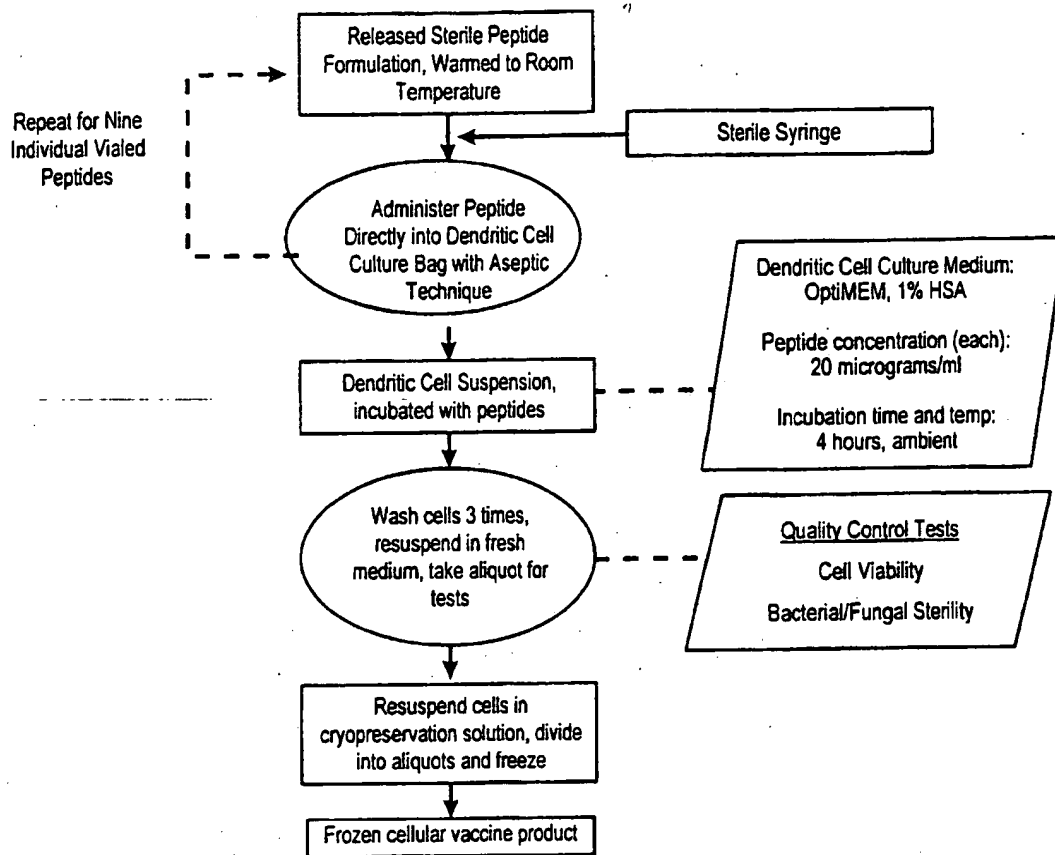 Released Sterile Peptide
Formulation, Warmed to Room
Temperature
Repeat for Nine
Individual Vialed
Peptides
Sterile Syringe
Administer Peptide
Directly into Dendritic Cell
Culture Bag with Aseptic
Technique
Dendritic Cell Culture Medium:
OptiMEM, 1% HSA
Peptide concentration (each):
20 micrograms/ml
Incubation time and temp:
4 hours, ambient
Dendritic Cell Suspension,
incubated with peptides
Wash cells 3 times,
resuspend in fresh
medium, take aliquot for
tests
Quality Control Tests
Cell Viability
Bacterial/Fungal Sterility
Resuspend cells in
cryopreservation solution, divide
into aliquots and freeze
Frozen cellular vaccine product